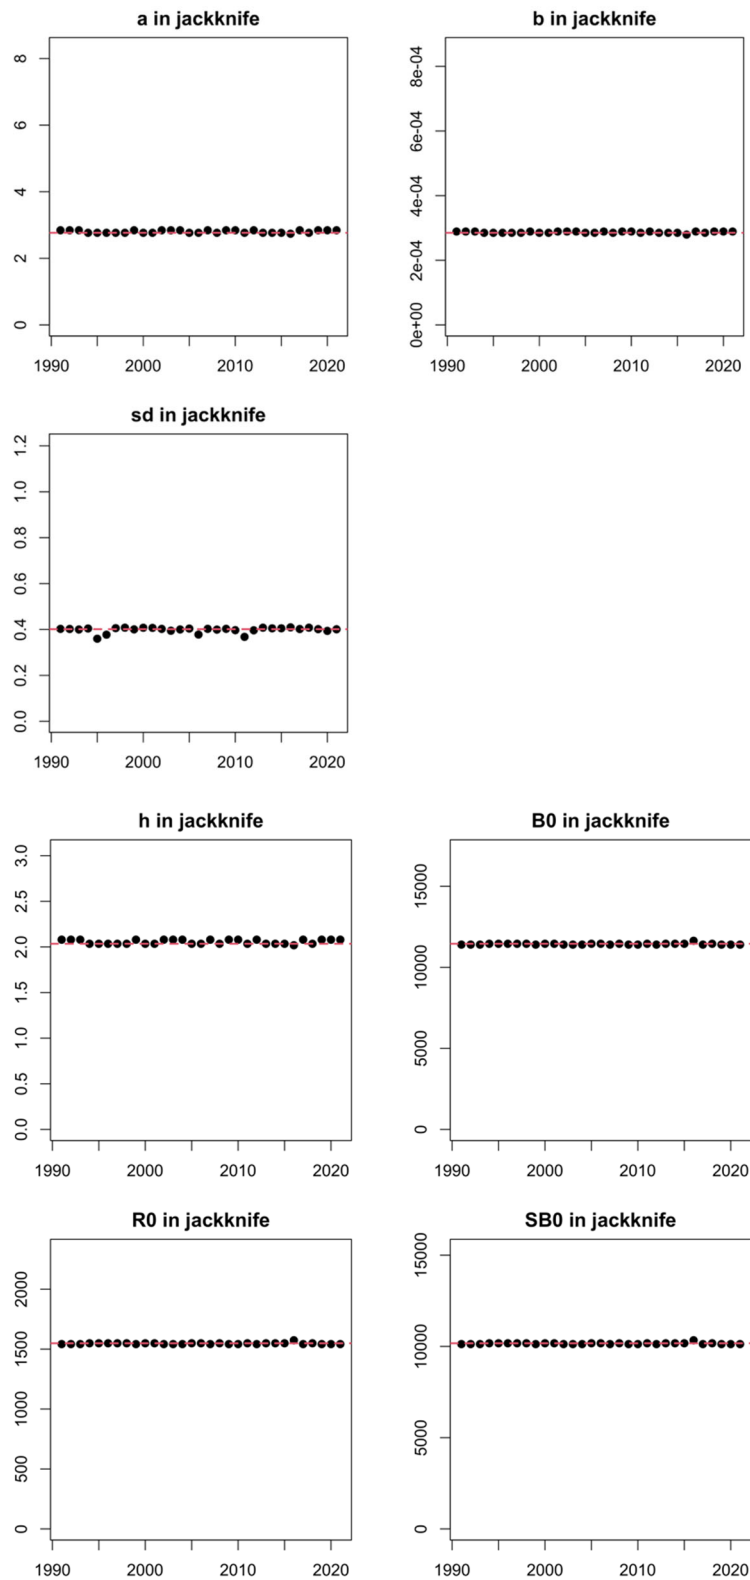 a in jackknife
8
6
4
2
0
1990 2000 2010 2020
b in jackknife
8e-04
6e-04
4e-04
2e-04
0e+00
1990 2000 2010 2020
sd in jackknife
1.2
1.0
0.8
0.6
0.4
0.2
0.0
1990 2000 2010 2020
h in jackknife
3.0
2.5
2.0
1.5
1.0
0.5
0.0
1990 2000 2010 2020
B0 in jackknife
15000
10000
5000
0
1990 2000 2010 2020
R0 in jackknife
2000
1500
1000
500
0
1990 2000 2010 2020
SB0 in jackknife
15000
10000
5000
0
1990 2000 2010 2020